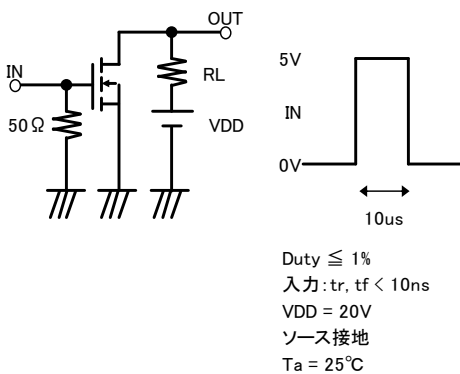 OUT
IN
RL
50Ω
VDD
5V
IN
0V
10us
Duty ≦ 1%
入力:tr, tf < 10ns
VDD = 20V
ソース接地
Ta = 25℃